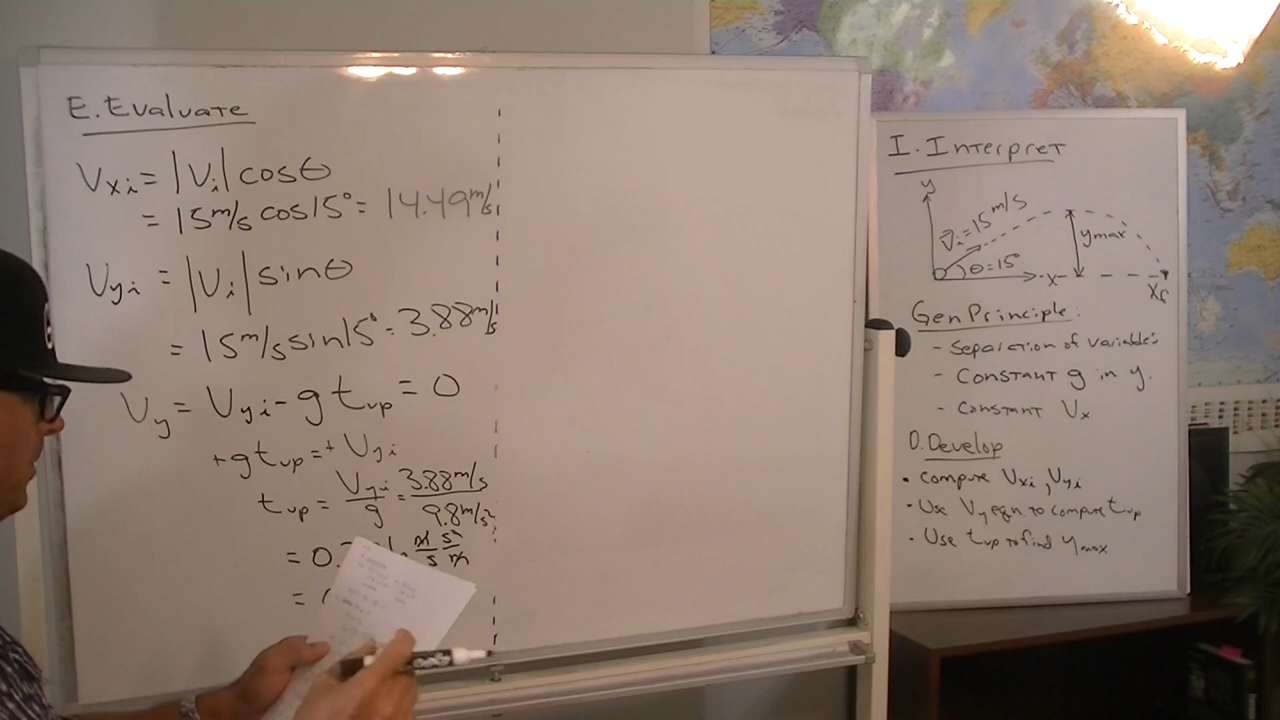 E. Evaluate
Vxi = |Vi| cosθ
= 15 m/s cos15° = 14.49 m/s
Vyi = |Vi| sinθ
= 15 m/s sin15° = 3.88 m/s
Vy = Vyi - g tup = 0
+g tup = + Vyi
tup = Vyi/g = 3.88 m/s / 9.8 m/s²
= 0.
=
I. Interpret
y
V⃗i = 15 m/s
ymax
θ = 15°
x
Xf
Gen Principle:
- Separation of variables
- Constant g in y.
- Constant Vx
D. Develop
• Compute Vxi, Vyi
• Use Vy eqn to compute tup
• Use tup to find ymax